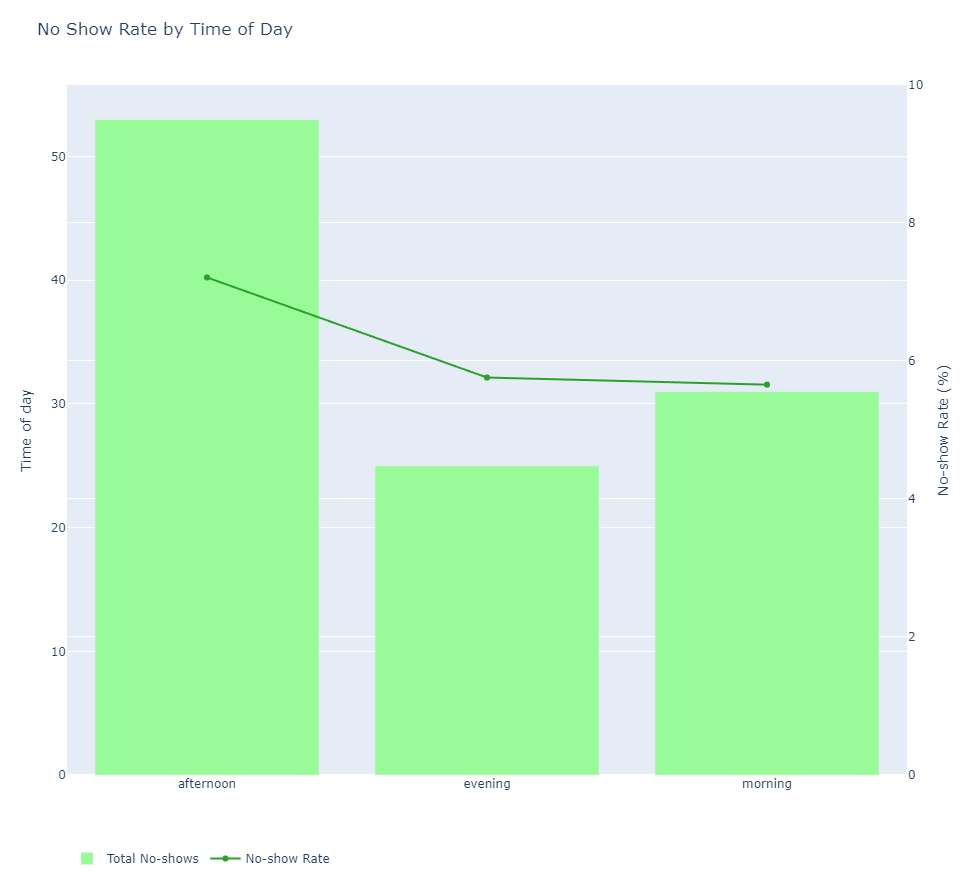 No Show Rate by Time of Day
10
50
8
40
6
Time of day
No-show Rate (%)
30
4
20
2
10
0
0
afternoon evening morning
Total No-shows No-show Rate